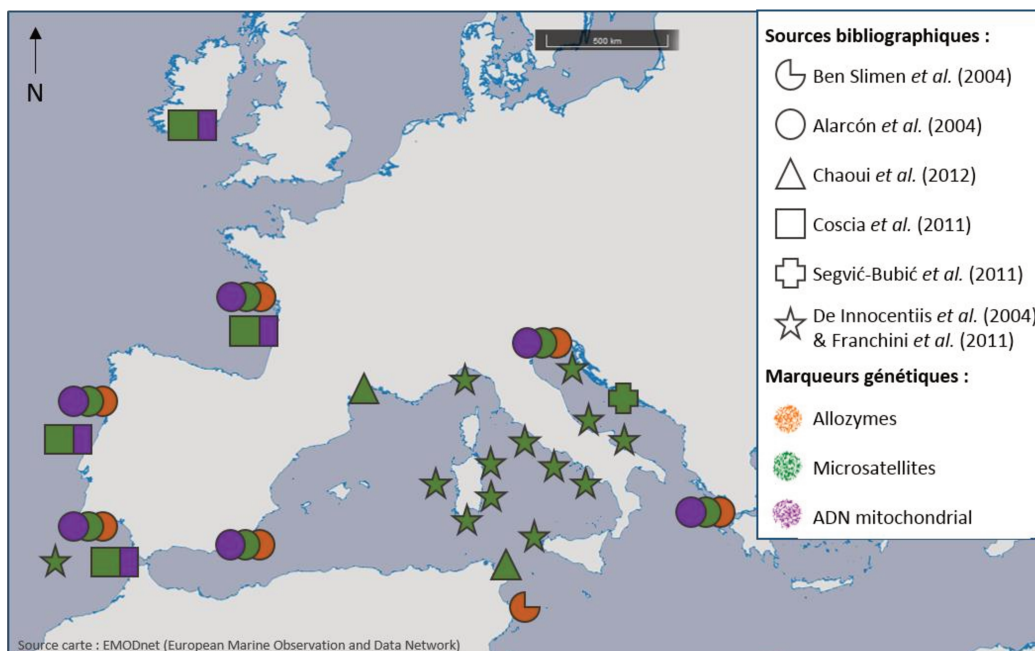 N
500 km
Sources bibliographiques :
Ben Slimen et al. (2004)
Alarcón et al. (2004)
Chaoui et al. (2012)
Coscia et al. (2011)
Segvić-Bubić et al. (2011)
De Innocentiis et al. (2004)
& Franchini et al. (2011)
Marqueurs génétiques :
Allozymes
Microsatellites
ADN mitochondrial
Source carte : EMODnet (European Marine Observation and Data Network)